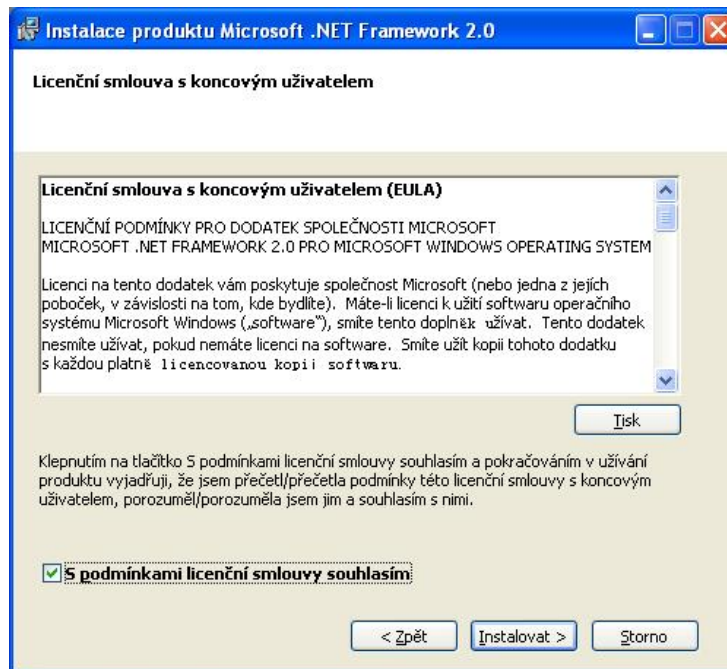 Instalace produktu Microsoft .NET Framework 2.0
Licenční smlouva s koncovým uživatelem
Licenční smlouva s koncovým uživatelem (EULA)
LICENČNÍ PODMÍNKY PRO DODATEK SPOLEČNOSTI MICROSOFT
MICROSOFT .NET FRAMEWORK 2.0 PRO MICROSOFT WINDOWS OPERATING SYSTEM
Licenci na tento dodatek vám poskytuje společnost Microsoft (nebo jedna z jejích
poboček, v závislosti na tom, kde bydlíte). Máte-li licenci k užití softwaru operačního
systému Microsoft Windows („software“), smíte tento doplněk užívat. Tento dodatek
nesmíte užívat, pokud nemáte licenci na software. Smíte užít kopii tohoto dodatku
s každou platně licencovanou kopii softwaru.
Tisk
Klepnutím na tlačítko S podmínkami licenční smlouvy souhlasím a pokračováním v užívání
produktu vyjadřuji, že jsem přečetl/přečetla podmínky této licenční smlouvy s koncovým
uživatelem, porozuměl/porozuměla jsem jim a souhlasím s nimi.
S podmínkami licenční smlouvy souhlasím
< Zpět
Instalovat >
Storno